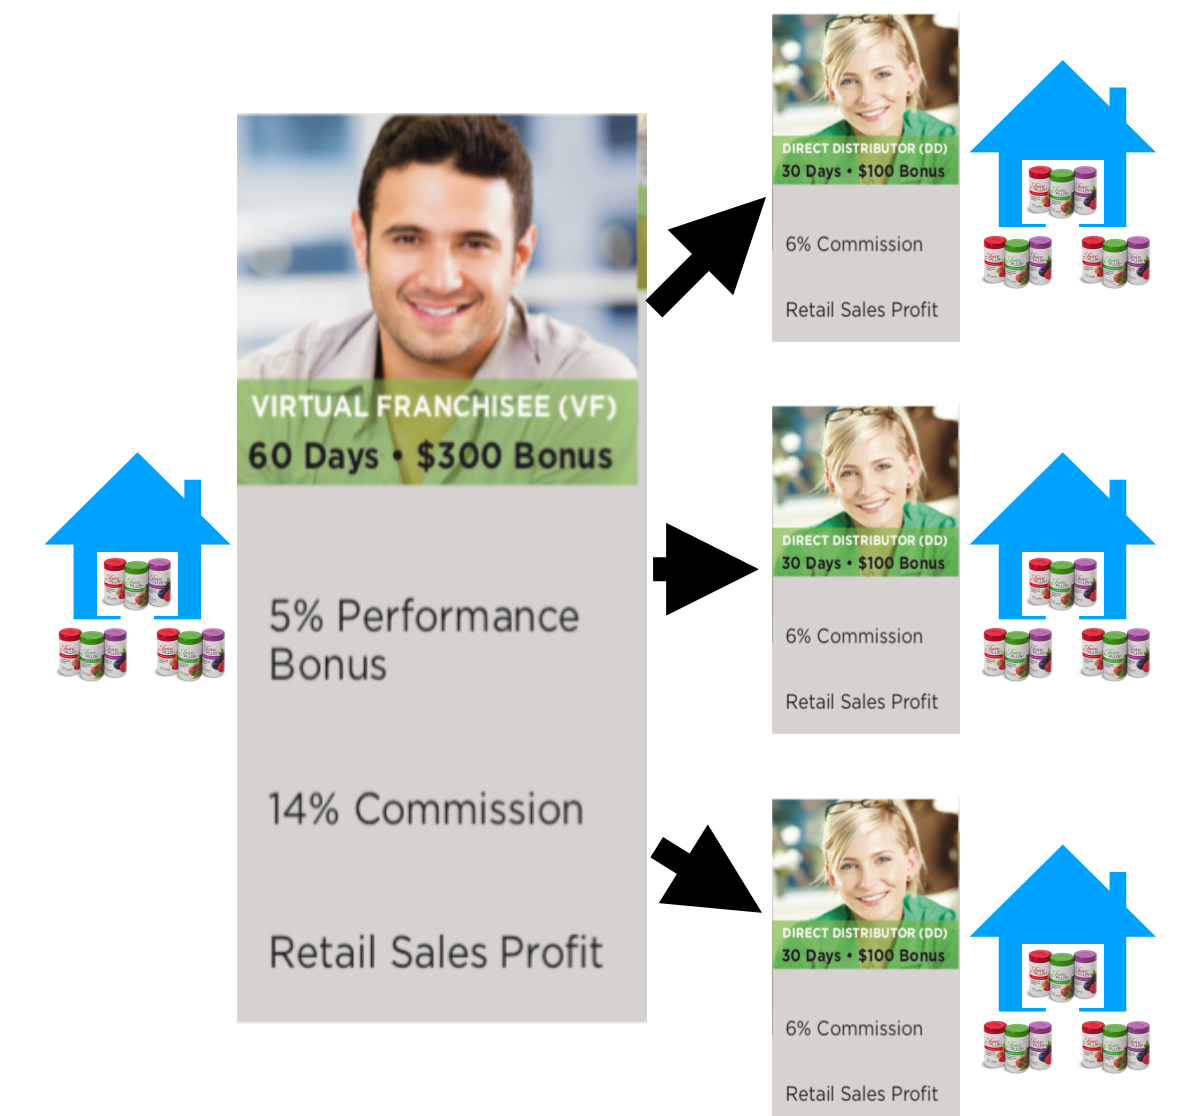 VIRTUAL FRANCHISEE (VF)
60 Days • $300 Bonus
5% Performance
Bonus
14% Commission
Retail Sales Profit
DIRECT DISTRIBUTOR (DD)
30 Days • $100 Bonus
6% Commission
Retail Sales Profit
DIRECT DISTRIBUTOR (DD)
30 Days • $100 Bonus
6% Commission
Retail Sales Profit
DIRECT DISTRIBUTOR (DD)
30 Days • $100 Bonus
6% Commission
Retail Sales Profit